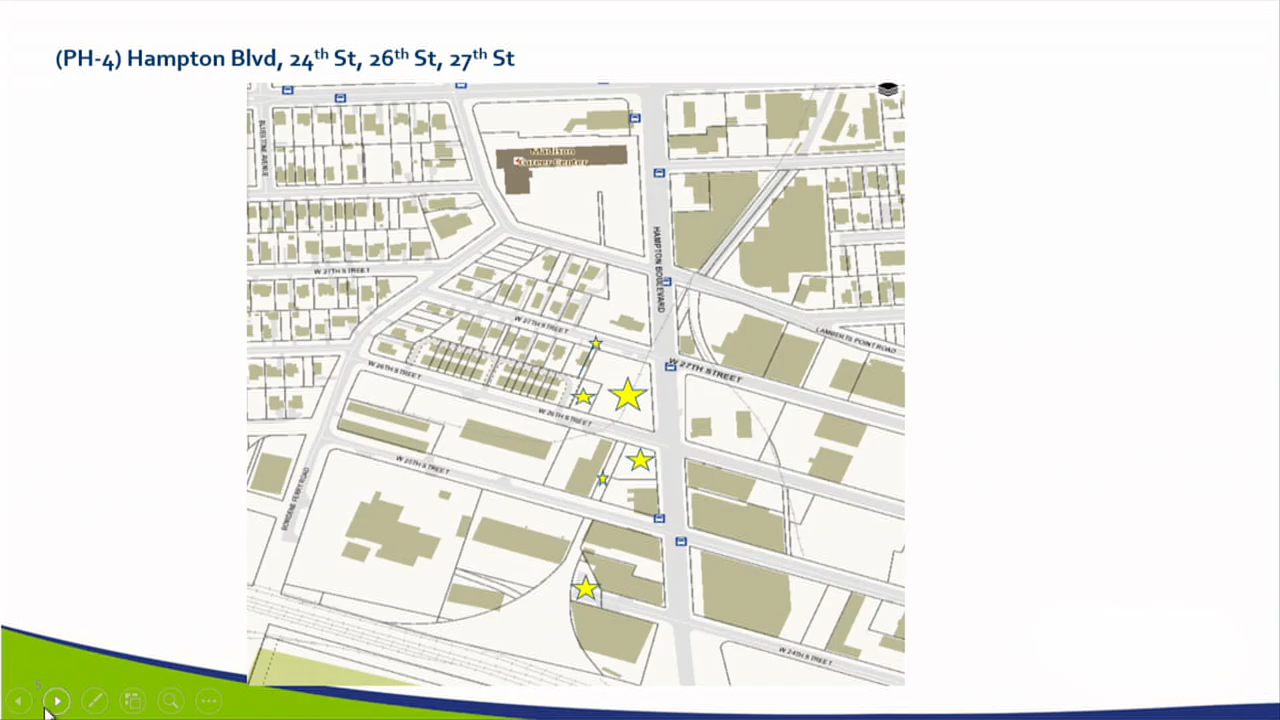 (PH-4) Hampton Blvd, 24th St, 26th St, 27th St
Madison
Career Center
HAMPTON BOULEVARD
W 27TH STREET
W 27TH STREET
LAMBERTS POINT ROAD
W 27TH STREET
W 26TH STREET
W 26TH STREET
W 25TH STREET
W 24TH STREET